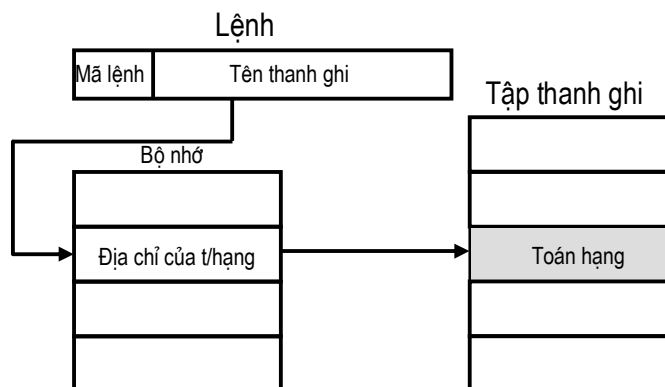 Lệnh
Mã lệnh
Tên thanh ghi
Tập thanh ghi
Bộ nhớ
Địa chỉ của t/hạng
Toán hạng